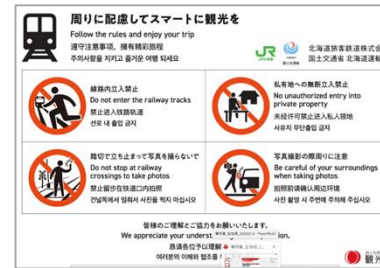 周りに配慮してスマートに観光を
Follow the rules and enjoy your trip
遵守注意事项，擁有精彩旅程
주의사항을 지키고 즐거운 여행 되세요
JR
北海道旅客鉄道株式会
国土交通省 北海道運輸
線路内立入禁止
Do not enter the railway tracks
禁止进入铁路轨道
선로 내 출입 금지
私有地への無断立入禁止
No unauthorized entry into
private property
未经许可禁止进入私人领地
사유지 무단출입 금지
踏切で立ち止まって写真を撮らないで
Do not stop at railway
crossings to take photos
禁止留步在铁道口内拍照
건널목에서 멈춰서 사진을 찍지 마십시오
写真撮影の際周りに注意
Be careful of your surroundings
when taking photos
拍照前请确认周边环境
사진 촬영 시 주변에 주의해 주십시오
皆様のご理解とご協力をお願いいたします。
We appreciate your underst
恳请各位予以理解
여러분의 이해와 협조를
観光